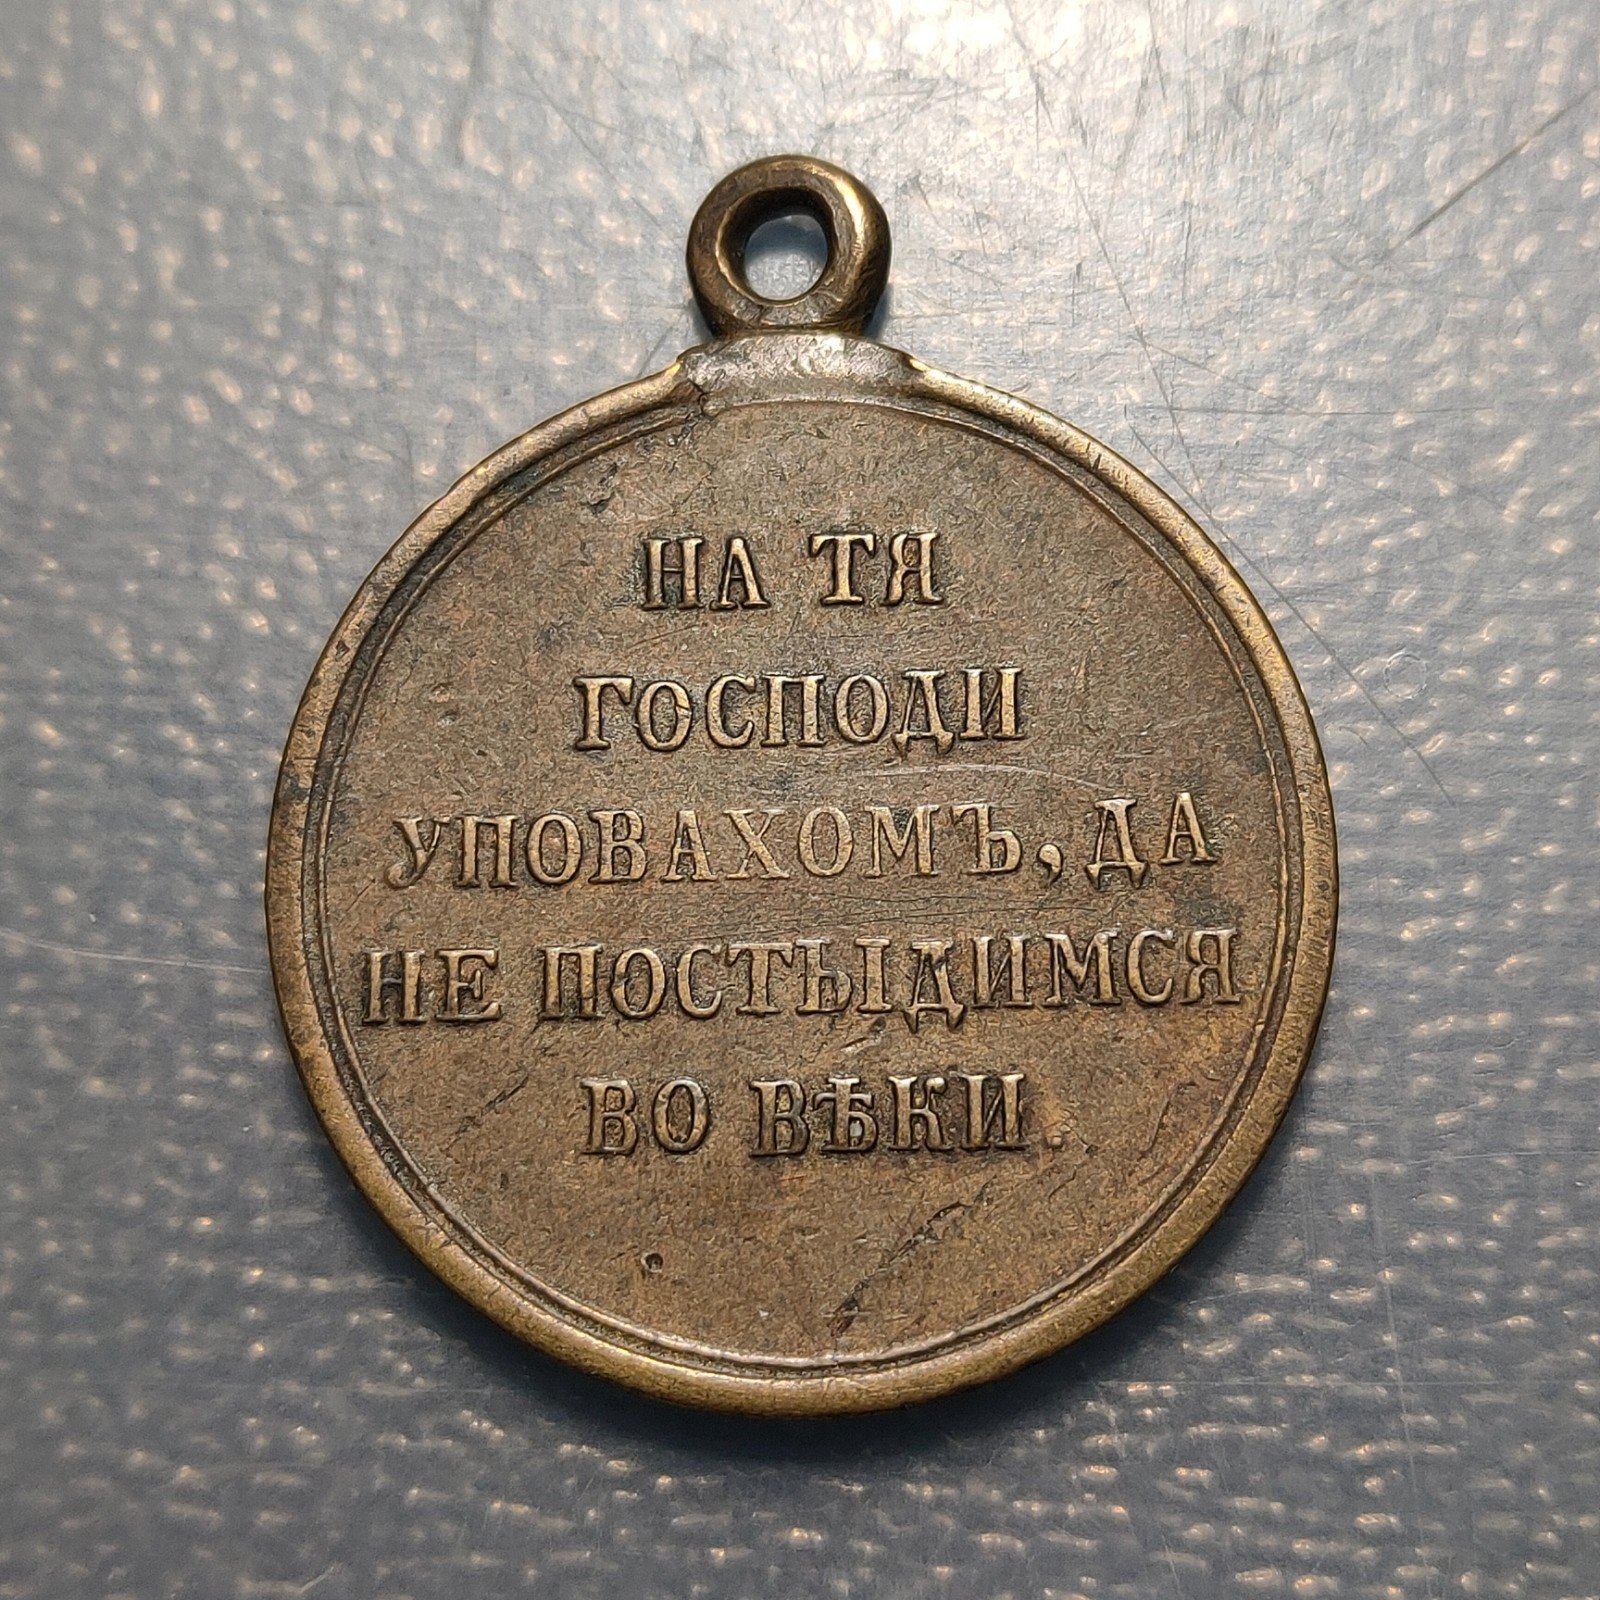 НА ТЯ
ГОСПОДИ
УПОВАХОМЪ, ДА
НЕ ПОСТЫДИМСЯ
ВО ВѢКИ.